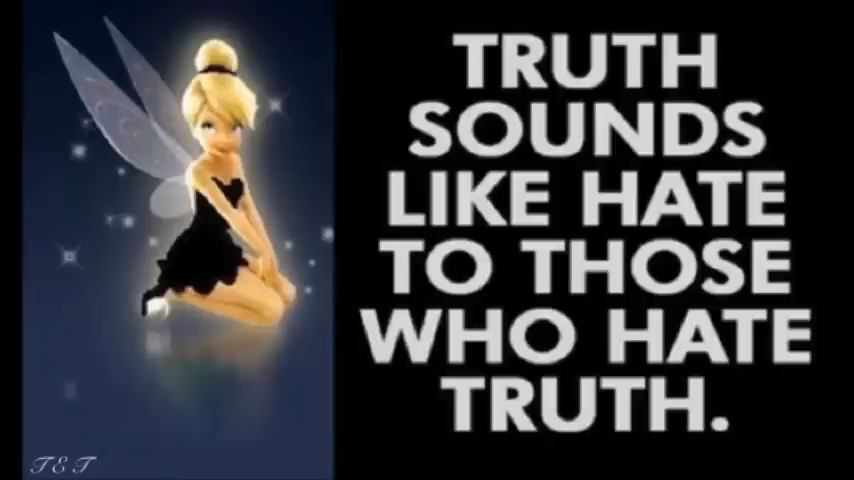 TRUTH
SOUNDS
LIKE HATE
TO THOSE
WHO HATE
TRUTH.
T&T